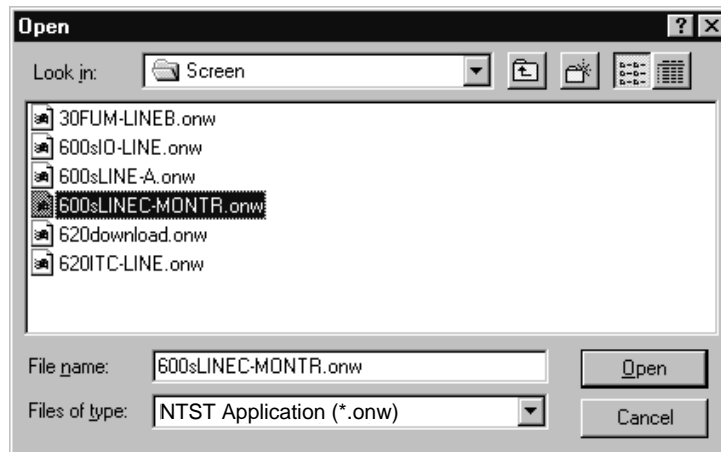 Open
Look in: Screen
30FUM-LINEB.onw
600sIO-LINE.onw
600sLINE-A.onw
600sLINEC-MONTR.onw
620download.onw
620ITC-LINE.onw
File name: 600sLINEC-MONTR.onw Open
Files of type: NTST Application (*.onw) Cancel